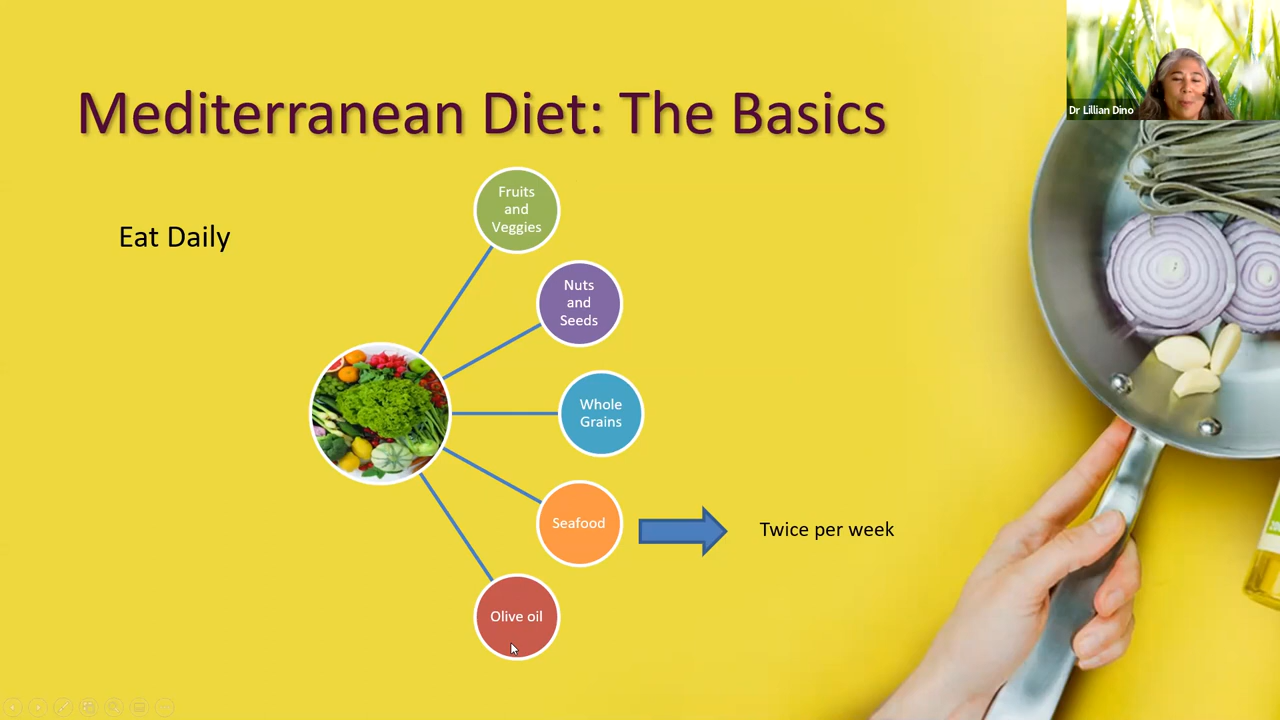 Mediterranean Diet: The Basics
Dr Lillian Dino
Eat Daily
Fruits
and
Veggies
Nuts
and
Seeds
Whole
Grains
Seafood
Twice per week
Olive oil